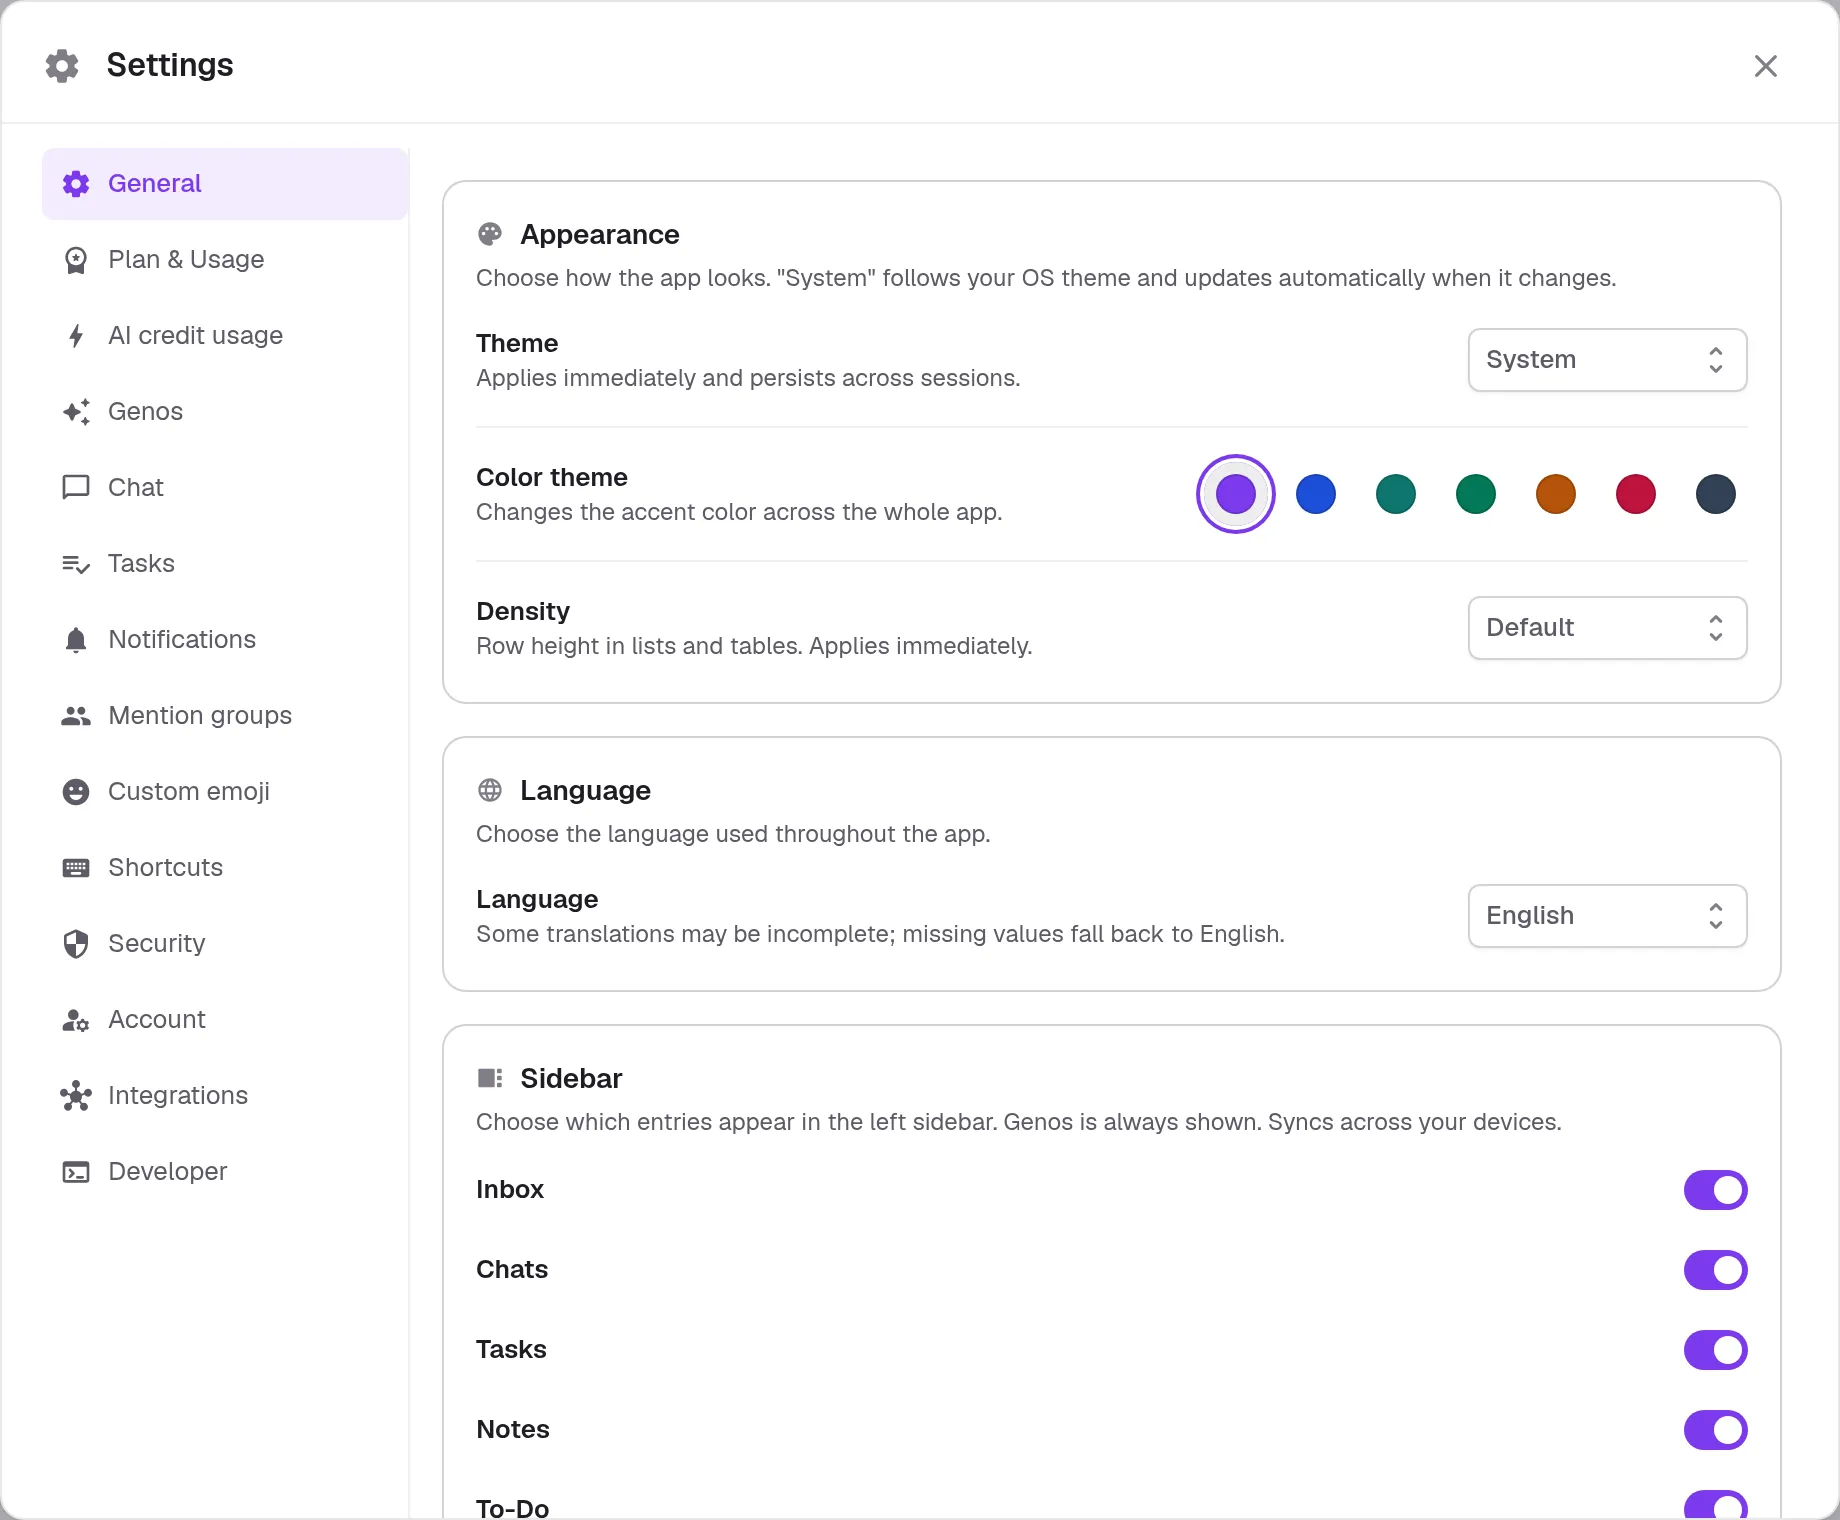 Settings
General
Plan & Usage
AI credit usage
Genos
Chat
Tasks
Notifications
Mention groups
Custom emoji
Shortcuts
Security
Account
Integrations
Developer
Appearance
Choose how the app looks. "System" follows your OS theme and updates automatically when it changes.
Theme
Applies immediately and persists across sessions.
System
Color theme
Changes the accent color across the whole app.
Density
Row height in lists and tables. Applies immediately.
Default
Language
Choose the language used throughout the app.
Language
Some translations may be incomplete; missing values fall back to English.
English
Sidebar
Choose which entries appear in the left sidebar. Genos is always shown. Syncs across your devices.
Inbox
Chats
Tasks
Notes
To-Do